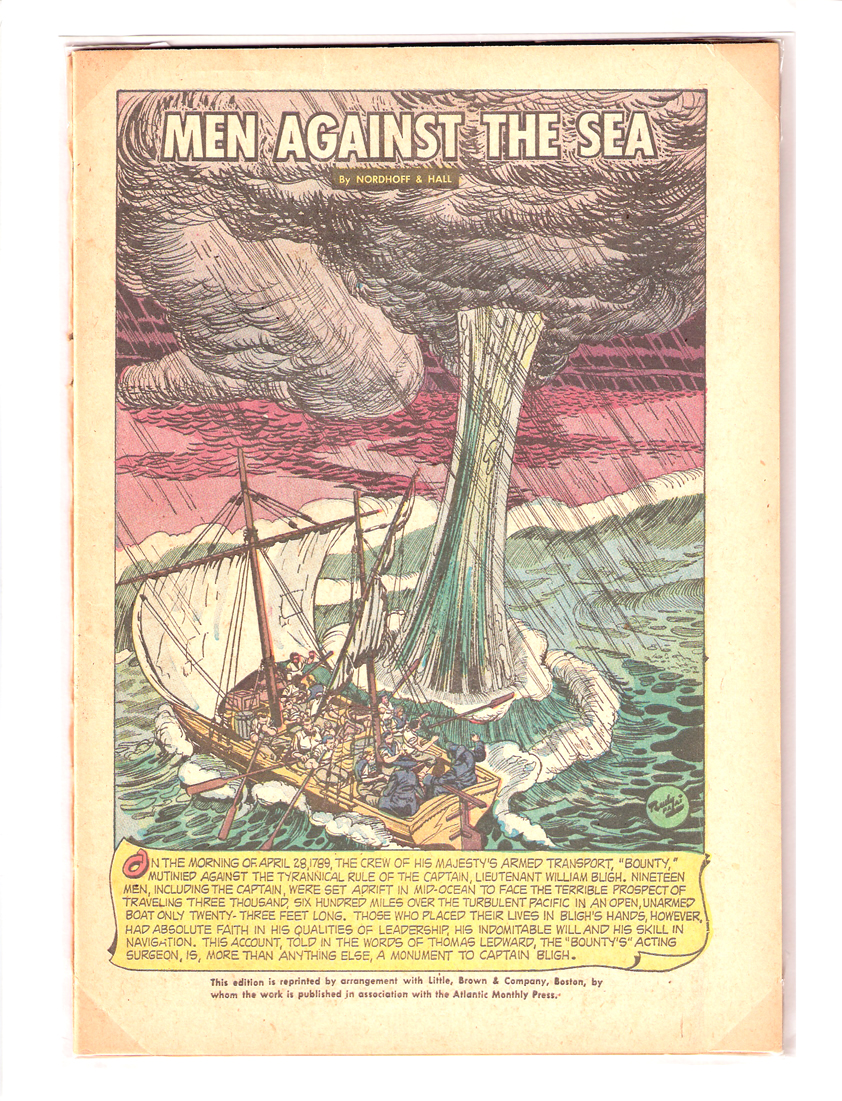 MEN AGAINST THE SEA
By NORDHOFF & HALL
Rudy
Palais
ON THE MORNING OF APRIL 28, 1789, THE CREW OF HIS MAJESTY'S ARMED TRANSPORT, "BOUNTY,"
MUTINIED AGAINST THE TYRANNICAL RULE OF THE CAPTAIN, LIEUTENANT WILLIAM BLIGH. NINETEEN
MEN, INCLUDING THE CAPTAIN, WERE SET ADRIFT IN MID-OCEAN TO FACE THE TERRIBLE PROSPECT OF
TRAVELING THREE THOUSAND, SIX HUNDRED MILES OVER THE TURBULENT PACIFIC IN AN OPEN, UNARMED
BOAT ONLY TWENTY-THREE FEET LONG. THOSE WHO PLACED THEIR LIVES IN BLIGH'S HANDS, HOWEVER,
HAD ABSOLUTE FAITH IN HIS QUALITIES OF LEADERSHIP, HIS INDOMITABLE WILL AND HIS SKILL IN
NAVIGATION. THIS ACCOUNT, TOLD IN THE WORDS OF THOMAS LEDWARD, THE "BOUNTY'S" ACTING
SURGEON, IS, MORE THAN ANYTHING ELSE, A MONUMENT TO CAPTAIN BLIGH.
This edition is reprinted by arrangement with Little, Brown & Company, Boston, by
whom the work is published in association with the Atlantic Monthly Press.